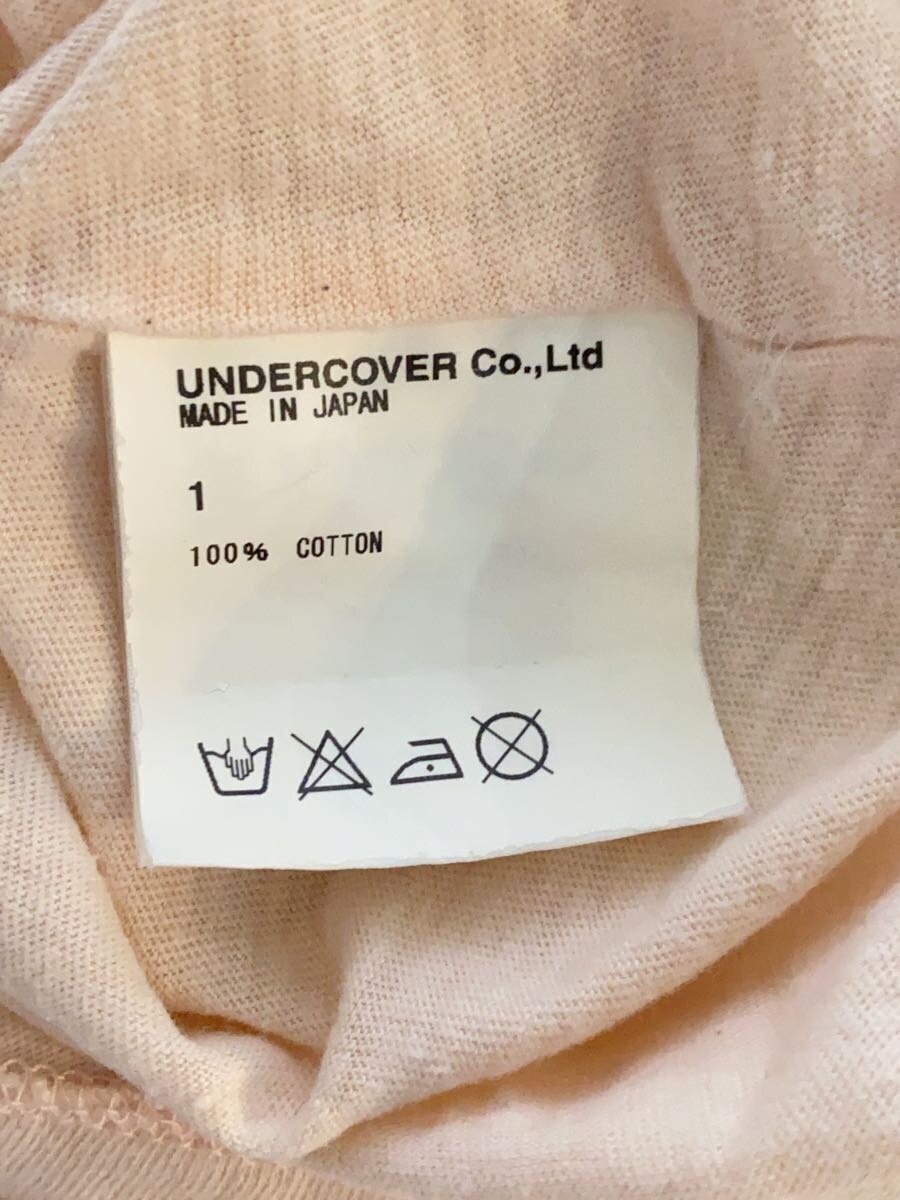 UNDERCOVER Co.,Ltd
MADE IN JAPAN
1
100% COTTON